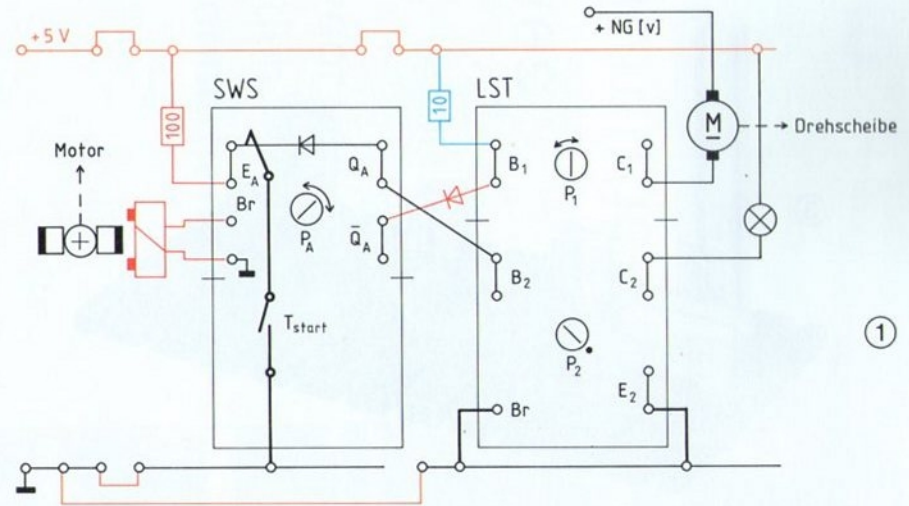 +5 V
+ NG [v]
SWS
LST
100
10
M
Drehscheibe
Motor
E_A
Q_A
B_1
P_1
C_1
Br
P_A
Q̄_A
B_2
C_2
T_start
P_2
1
E_2
Br